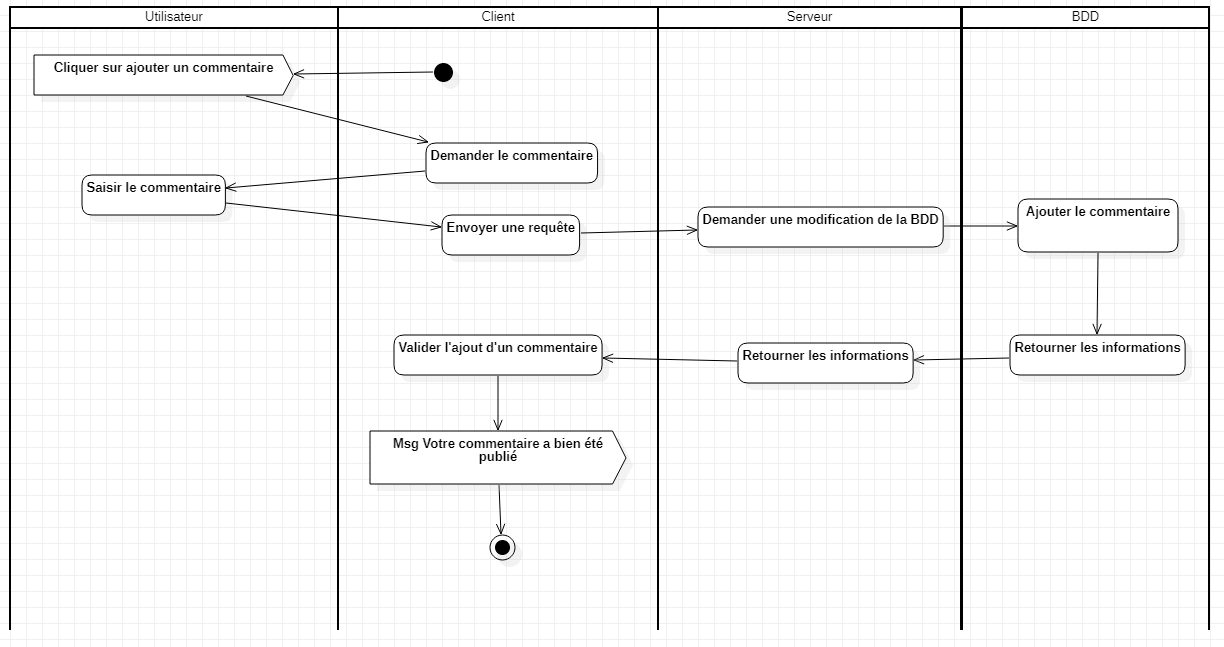 Utilisateur
Client
Serveur
BDD
Cliquer sur ajouter un commentaire
Demander le commentaire
Saisir le commentaire
Envoyer une requête
Demander une modification de la BDD
Ajouter le commentaire
Valider l'ajout d'un commentaire
Retourner les informations
Retourner les informations
Msg Votre commentaire a bien été
publié